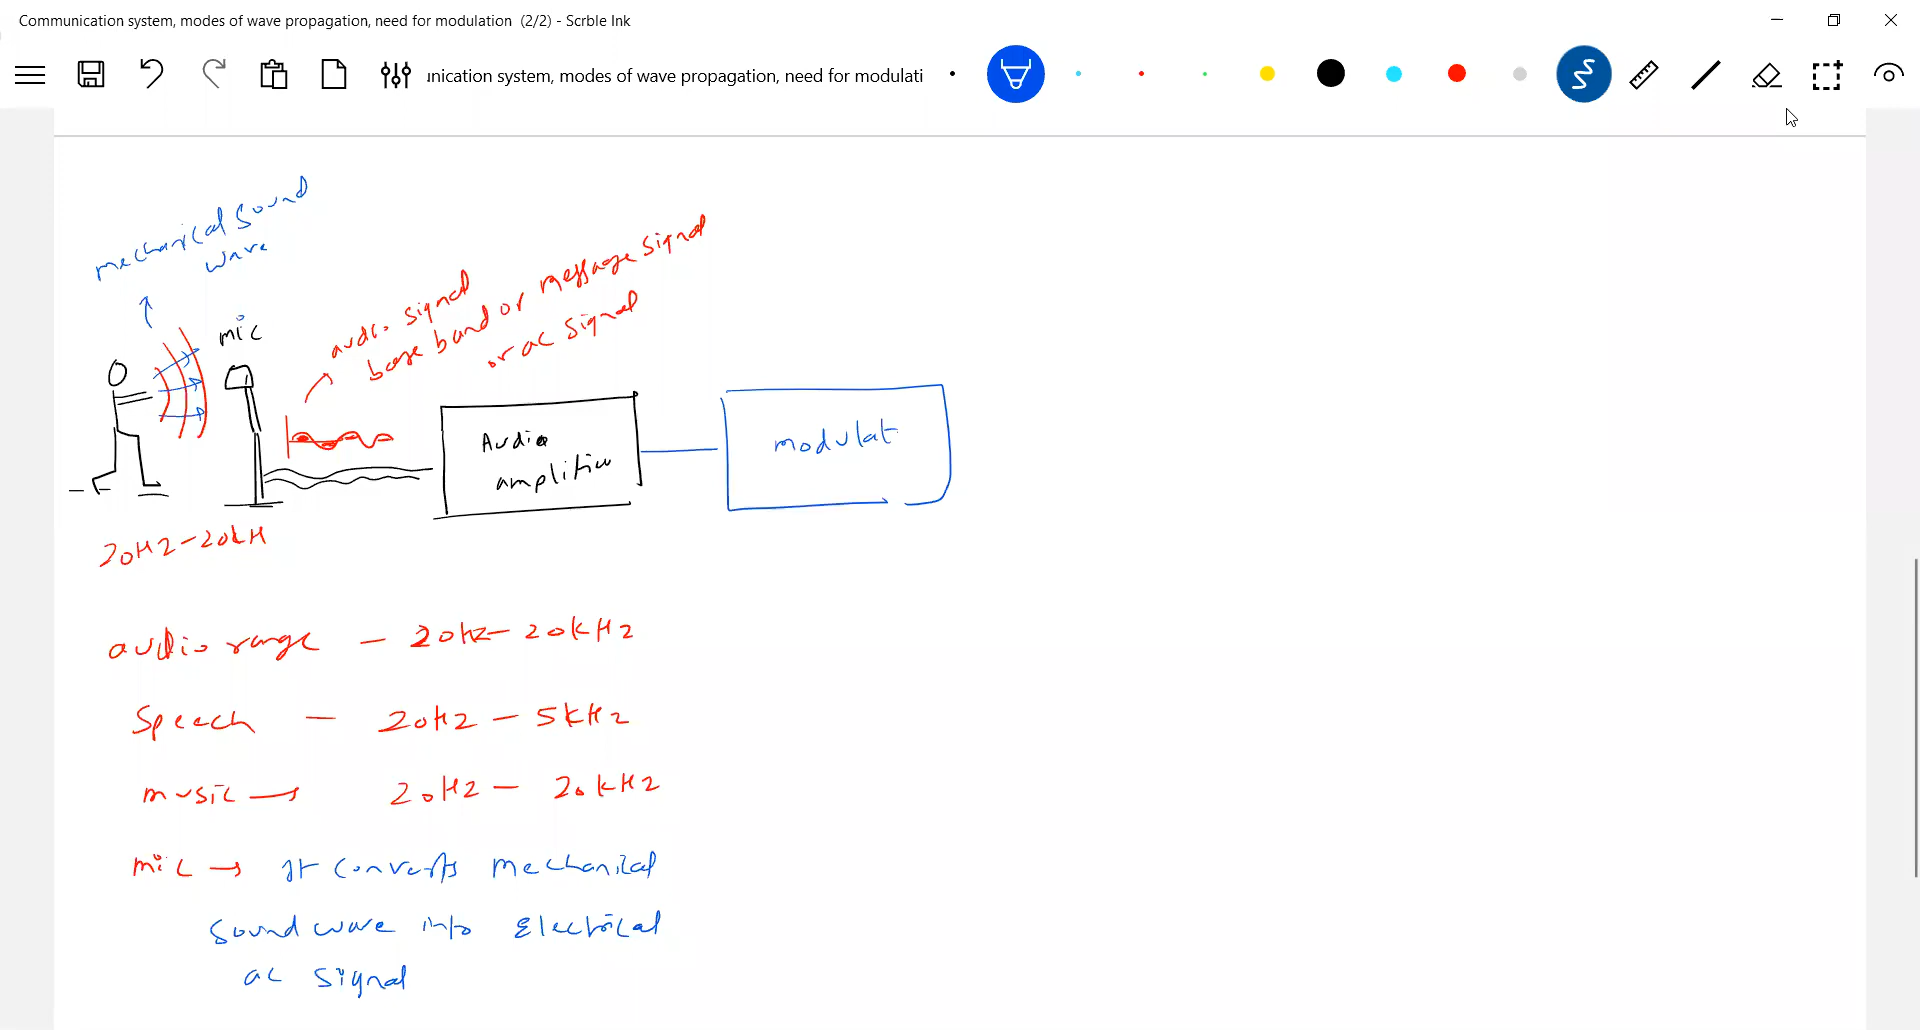 Communication system, modes of wave propagation, need for modulation (2/2) - Scrble Ink
unication system, modes of wave propagation, need for modulati
mechanical sound
wave
mic
audio signal
base band or message signal
or ac signal
Audio
amplifier
modulat
20HZ-20kH
audio range - 20hz-20kHz
Speech - 20Hz - 5kHz
music → 20Hz - 20kHz
mic → It converts mechanical
sound wave into Electrical
ac signal